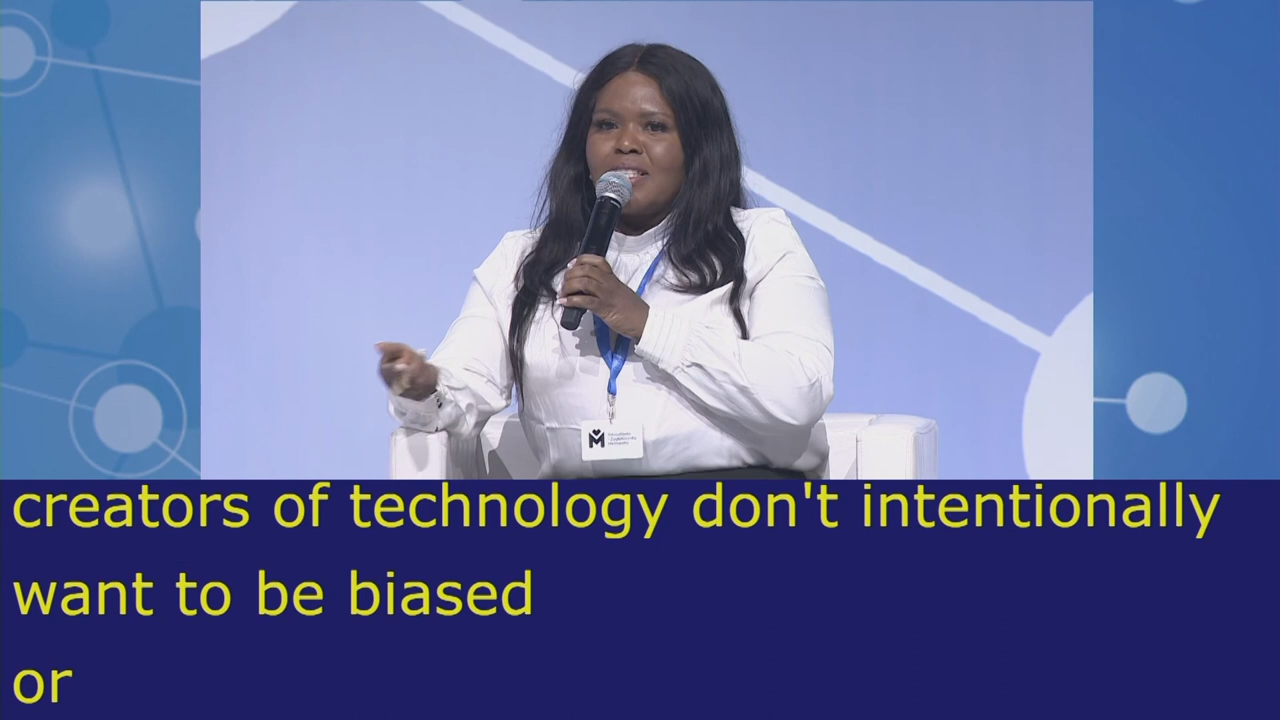 creators of technology don't intentionally
want to be biased
or